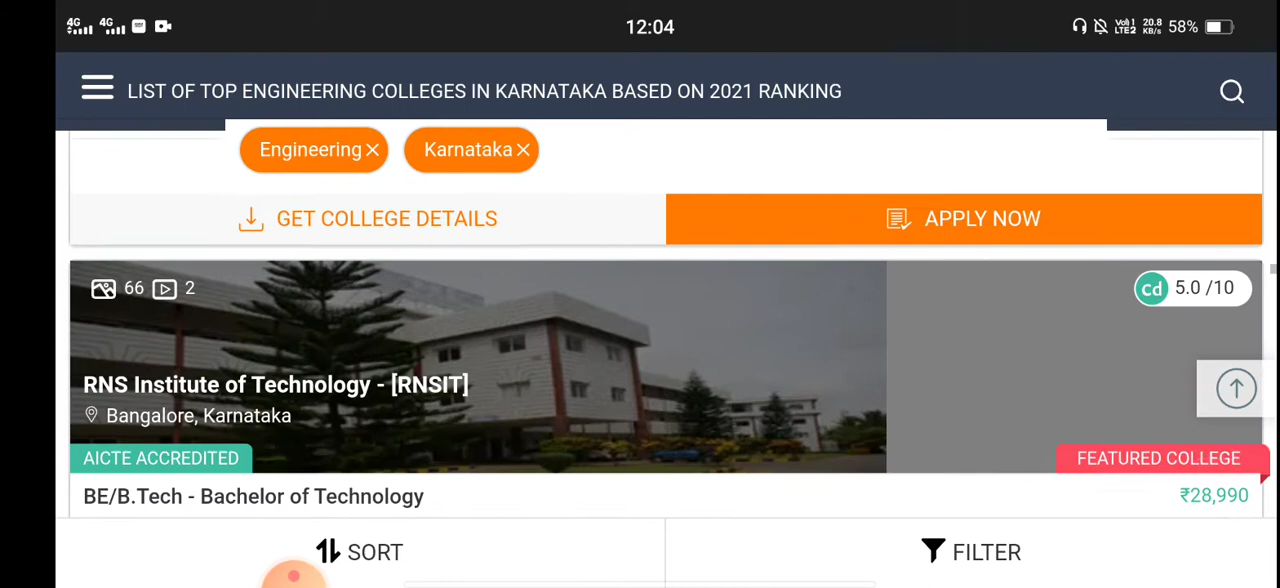 4G 4G 12:04 Vo1 LTE2 20.8 KB/s 58%
LIST OF TOP ENGINEERING COLLEGES IN KARNATAKA BASED ON 2021 RANKING
Engineering Karnataka
GET COLLEGE DETAILS APPLY NOW
66 2 cd 5.0 /10
RNS Institute of Technology - [RNSIT]
Bangalore, Karnataka
AICTE ACCREDITED FEATURED COLLEGE
BE/B.Tech - Bachelor of Technology ₹28,990
SORT FILTER